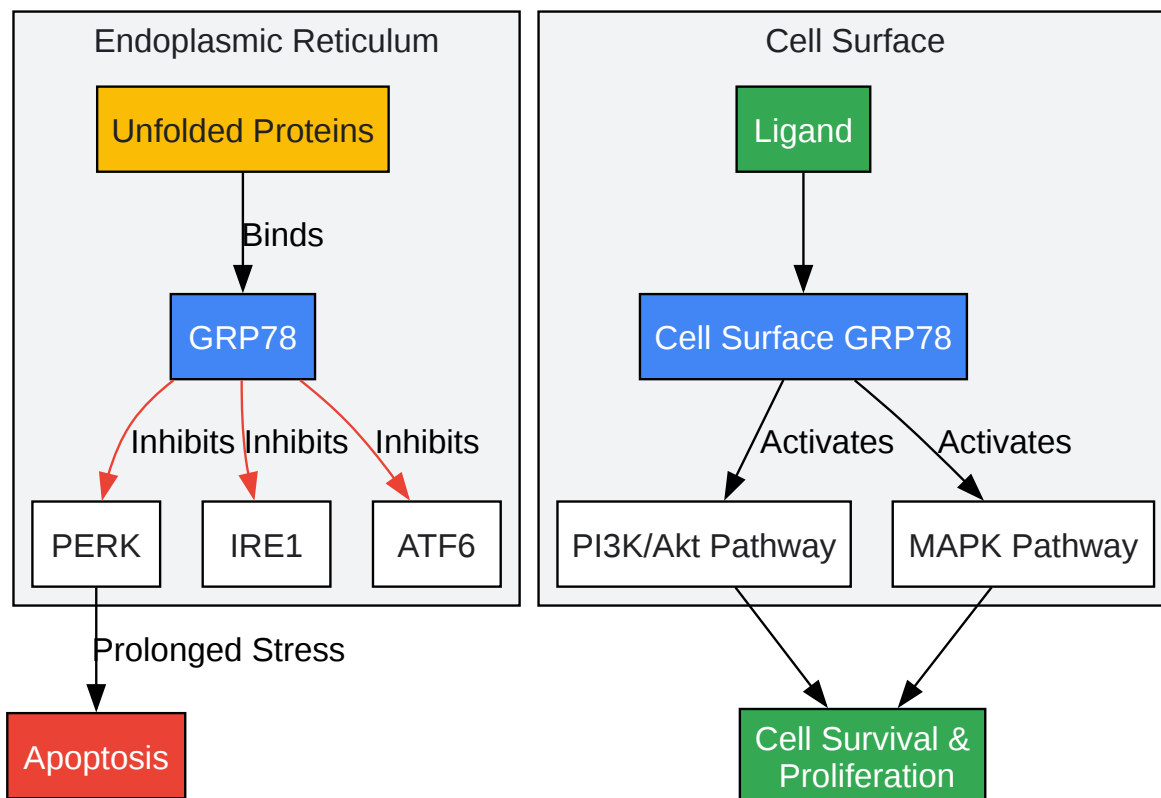 Endoplasmic Reticulum
Cell Surface
Unfolded Proteins
Ligand
Binds
GRP78
Cell Surface GRP78
Inhibits
Inhibits
Inhibits
Activates
Activates
PERK
IRE1
ATF6
PI3K/Akt Pathway
MAPK Pathway
Prolonged Stress
Apoptosis
Cell Survival &
Proliferation